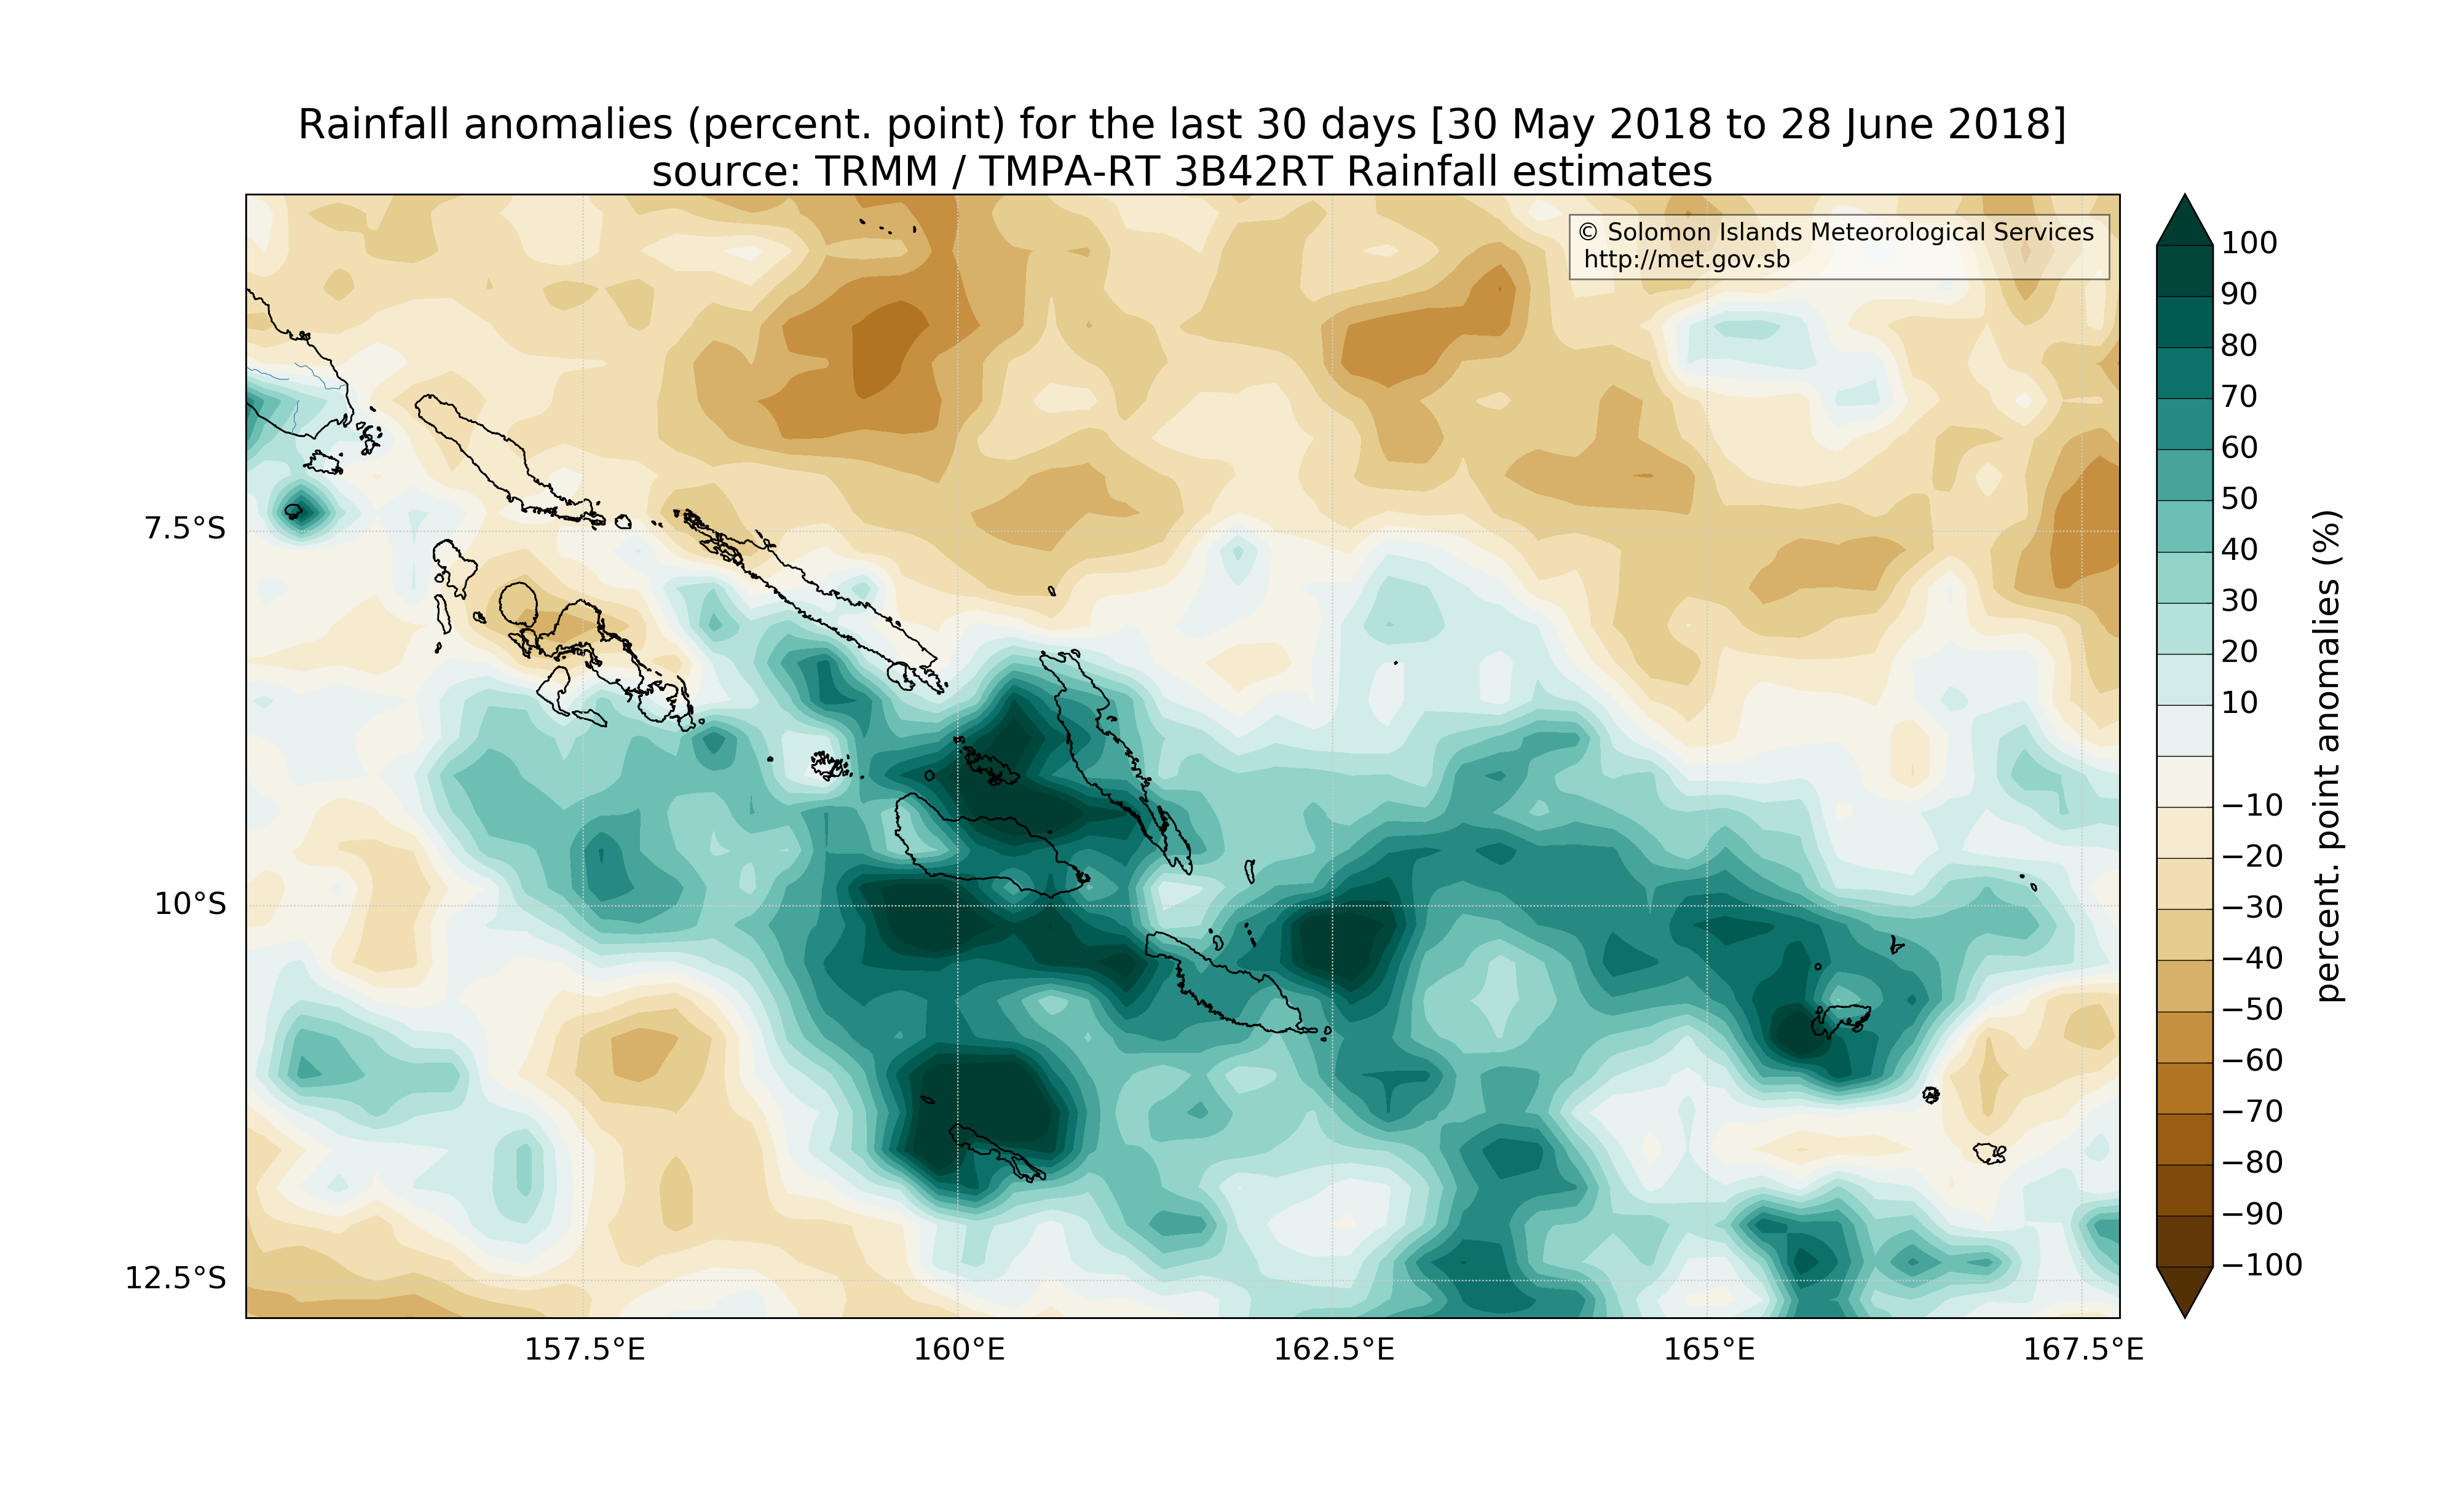 Rainfall anomalies (percent. point) for the last 30 days [30 May 2018 to 28 June 2018]
source: TRMM / TMPA-RT 3B42RT Rainfall estimates
© Solomon Islands Meteorological Services
http://met.gov.sb
7.5°S
10°S
12.5°S
157.5°E
160°E
162.5°E
165°E
167.5°E
100
90
80
70
60
50
40
30
20
10
−10
−20
−30
−40
−50
−60
−70
−80
−90
−100
percent. point anomalies (%)